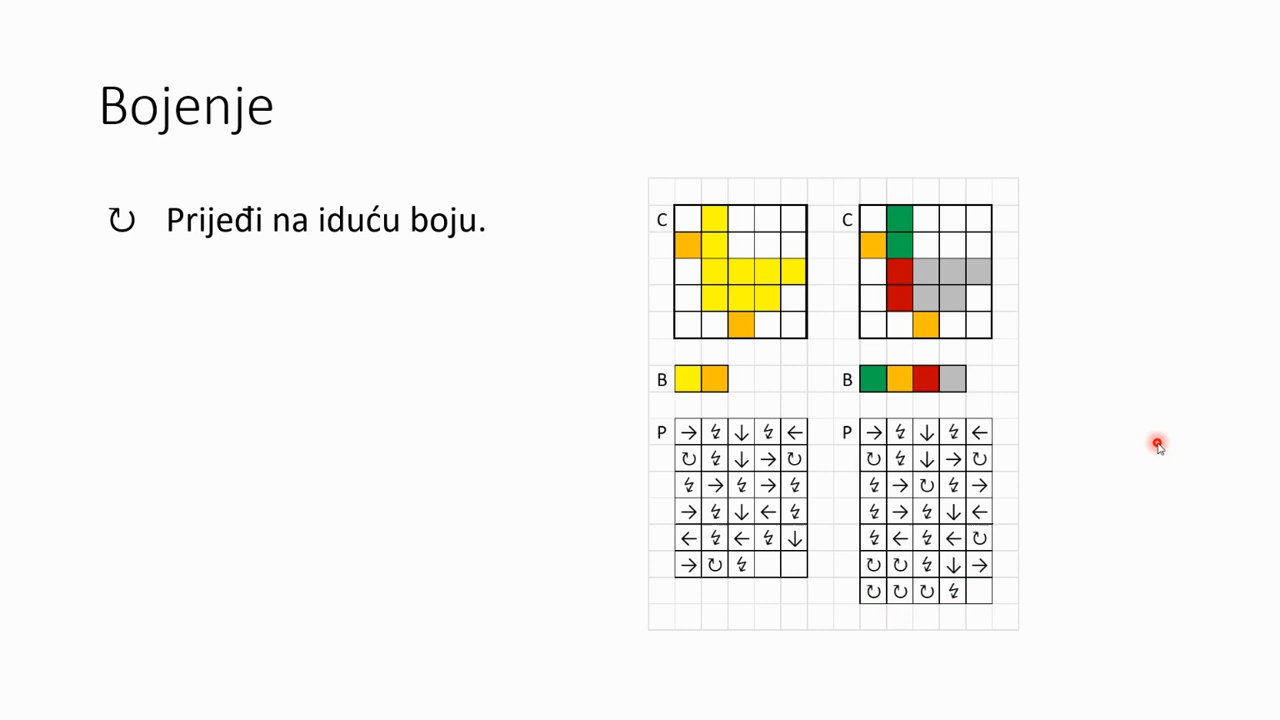 Bojenje
↻ Prijeđi na iduću boju.
C C
B B
P → ↯ ↓ ↯ ← P → ↯ ↓ ↯ ←
↻ ↯ ↓ → ↻ ↻ ↯ ↓ → ↻
↯ → ↯ → ↯ ↯ → ↻ ↯ →
→ ↯ ↓ ← ↯ ↯ → ↯ ↓ ←
← ↯ ← ↯ ↓ ↯ ← ↯ ← ↻
→ ↻ ↯ ↻ ↻ ↯ ↓ →
↻ ↻ ↻ ↯